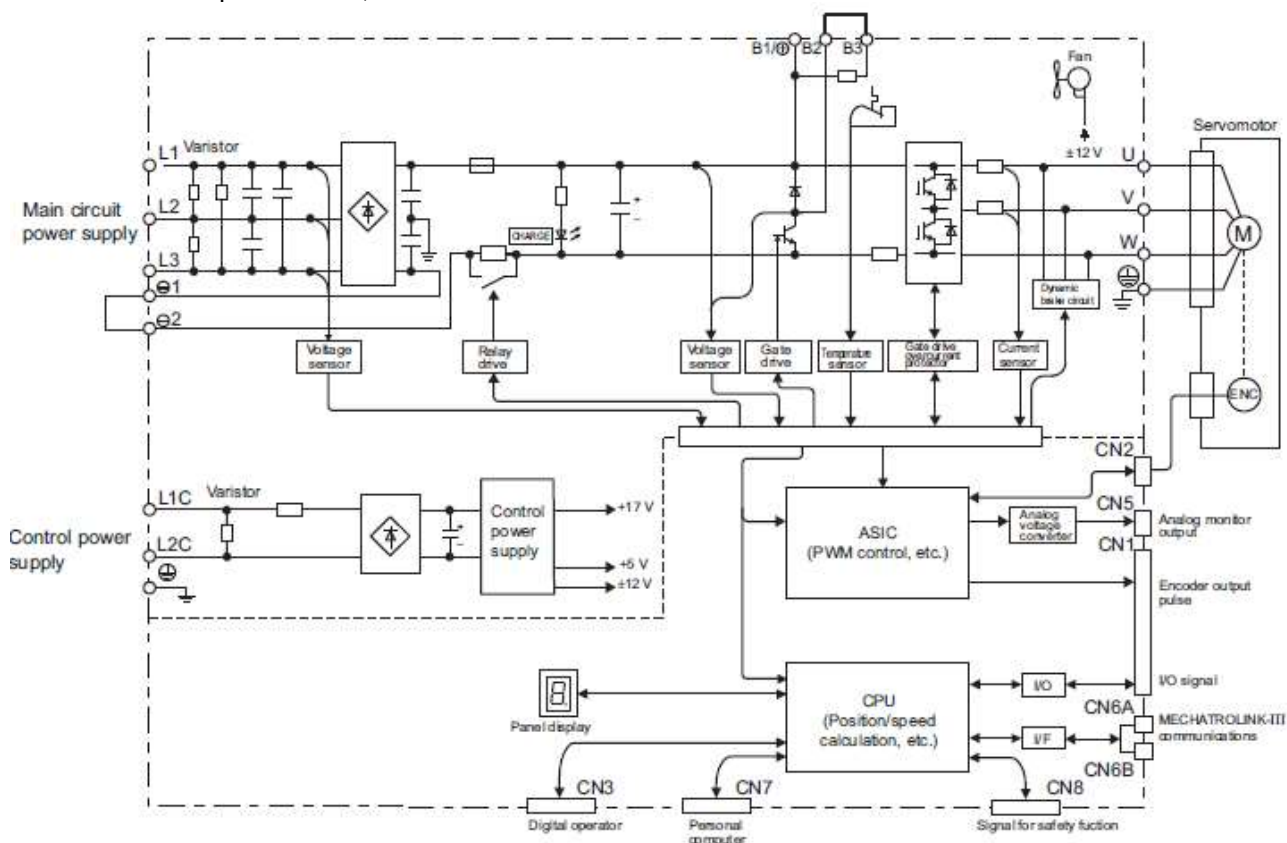 B1/⊕ B2 B3
Fan
±12 V
Servomotor
L1 Varistor
L2
L3
⊖1
⊖2
Main circuit
power supply
CHARGE
U
V
W
M
ENC
Dynamic
brake circuit
Voltage
sensor
Relay
drive
Voltage
sensor
Gate
drive
Temperature
sensor
Gate drive
overcurrent
protector
Current
sensor
Control power
supply
L1C
Varistor
L2C
Control
power
supply
+17 V
+5 V
±12 V
ASIC
(PWM control, etc.)
Analog
voltage
converter
CN2
CN5
Analog monitor
output
CN1
Encoder output
pulse
I/O signal
Panel display
CPU
(Position/speed
calculation, etc.)
I/O
I/F
CN6A
MECHATROLINK-III
communications
CN6B
CN3
CN7
CN8
Digital operator
Personal
computer
Signal for safety fuction